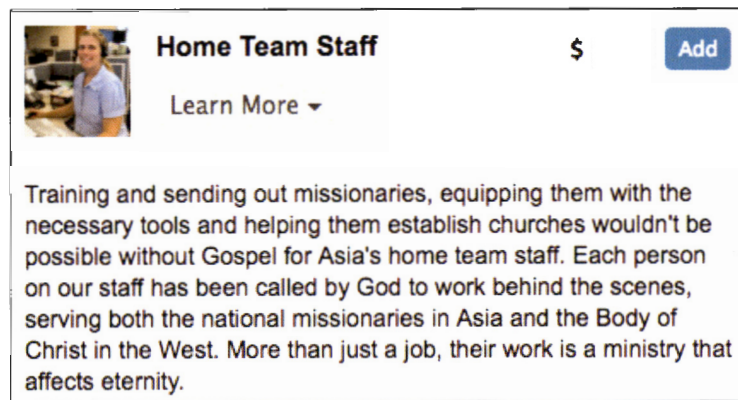 Home Team Staff $ Add
Learn More
Training and sending out missionaries, equipping them with the
necessary tools and helping them establish churches wouldn't be
possible without Gospel for Asia's home team staff. Each person
on our staff has been called by God to work behind the scenes,
serving both the national missionaries in Asia and the Body of
Christ in the West. More than just a job, their work is a ministry that
affects eternity.